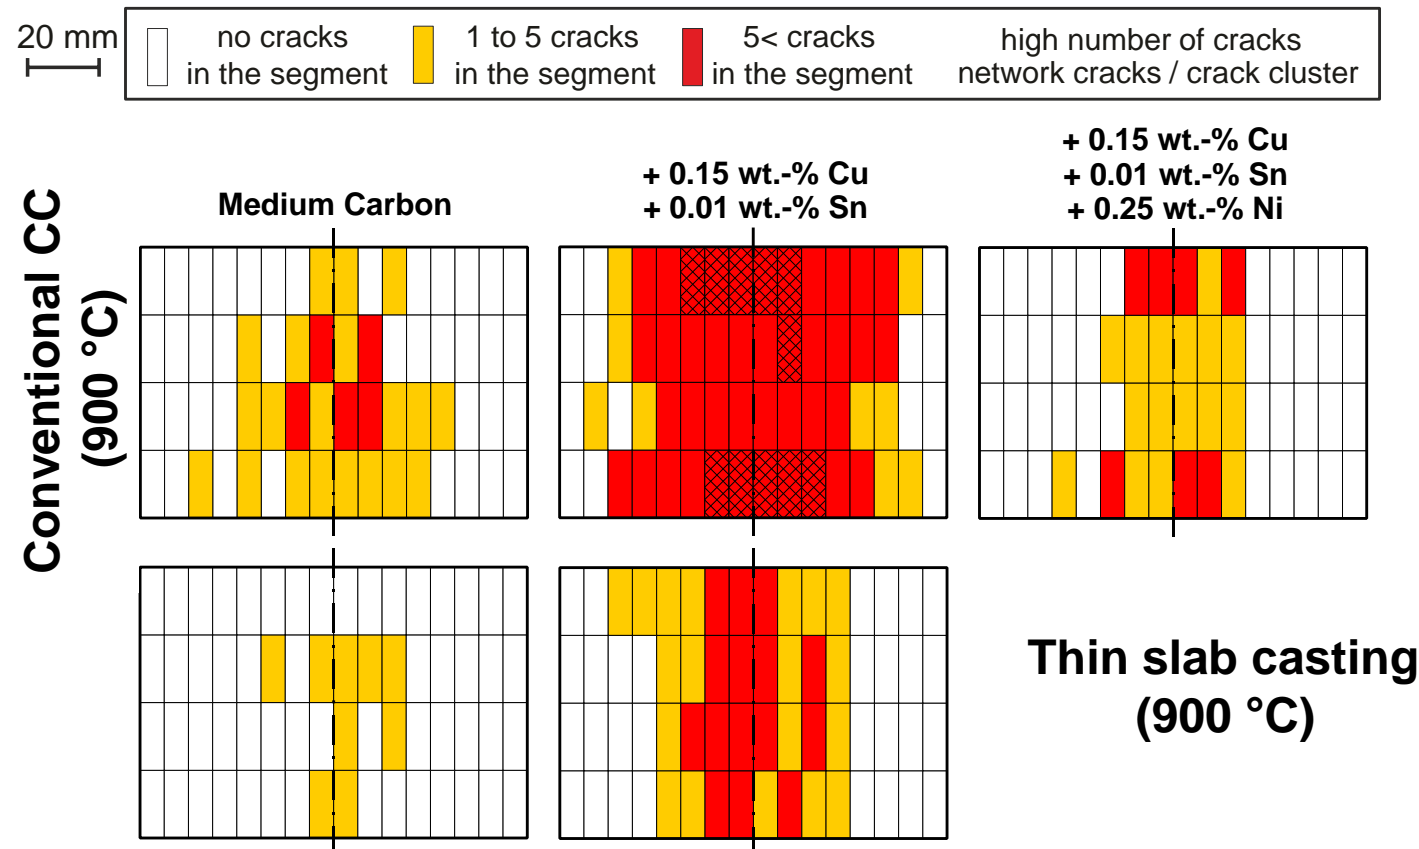 20 mm
no cracks
in the segment
1 to 5 cracks
in the segment
5< cracks
in the segment
high number of cracks
network cracks / crack cluster
Conventional CC
(900 °C)
Medium Carbon
+ 0.15 wt.-% Cu
+ 0.01 wt.-% Sn
+ 0.15 wt.-% Cu
+ 0.01 wt.-% Sn
+ 0.25 wt.-% Ni
Thin slab casting
(900 °C)